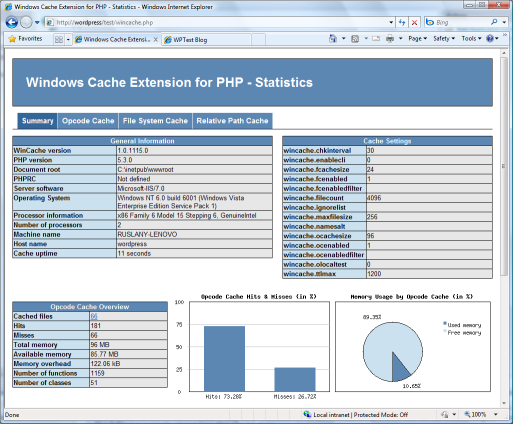 Windows Cache Extension for PHP - Statistics - Windows Internet Explorer
http://wordpress/test/wincache.php
Bing
Favorites Windows Cache Extensi... WPTest Blog Page Safety Tools
Windows Cache Extension for PHP - Statistics
Summary Opcode Cache File System Cache Relative Path Cache
General Information
WinCache version 1.0.1115.0
PHP version 5.3.0
Document root C:\inetpub\wwwroot
PHPRC Not defined
Server software Microsoft-IIS/7.0
Operating System Windows NT 6.0 build 6001 (Windows Vista
Enterprise Edition Service Pack 1)
Processor information x86 Family 6 Model 15 Stepping 6, GenuineIntel
Number of processors 2
Machine name RUSLANY-LENOVO
Host name wordpress
Cache uptime 11 seconds
Cache Settings
wincache.chkinterval 30
wincache.enablecli 0
wincache.fcachesize 24
wincache.fcenabled 1
wincache.fcenabledfilter
wincache.filecount 4096
wincache.ignorelist
wincache.maxfilesize 256
wincache.namesalt
wincache.ocachesize 96
wincache.ocenabled 1
wincache.ocenabledfilter
wincache.olocaltest 0
wincache.ttlmax 1200
Opcode Cache Overview
Cached files 66
Hits 181
Misses 66
Total memory 96 MB
Available memory 85.77 MB
Memory overhead 122.06 kB
Number of functions 1159
Number of classes 51
Opcode Cache Hits & Misses (in %)
100
75
50
25
0
Hits: 73.28% Misses: 26.72%
Memory Usage by Opcode Cache (in %)
89.35%
Used memory
Free memory
10.65%
Done Local intranet | Protected Mode: Off 100%